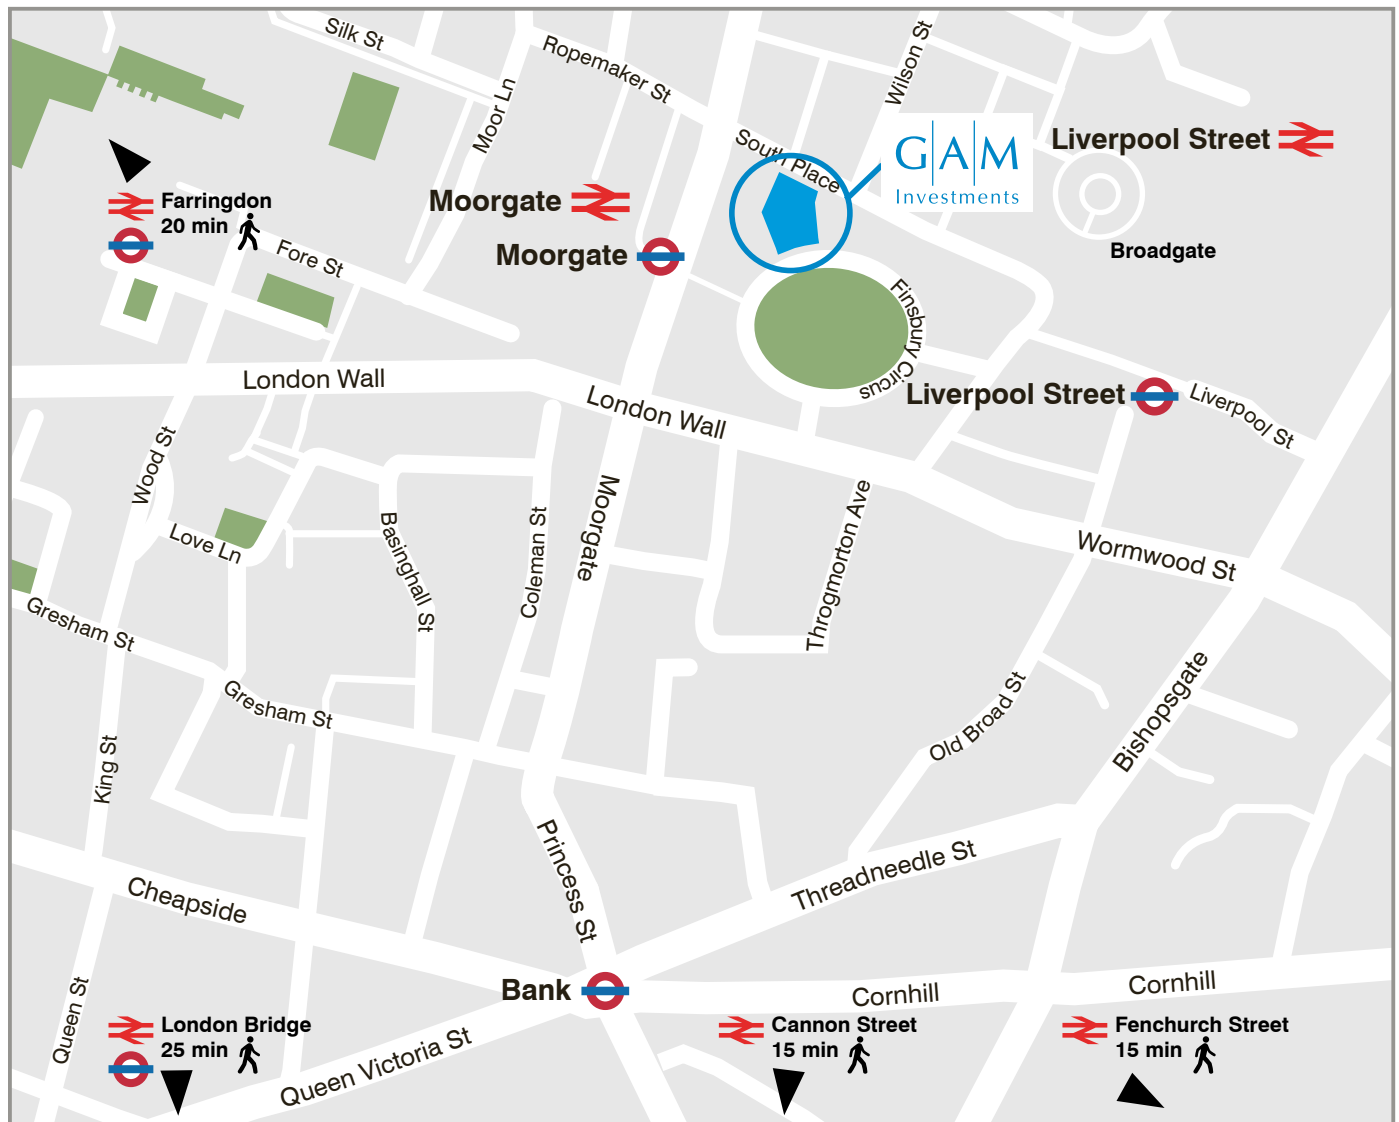 Silk St
Ropemaker St
Wilson St
Moor Ln
South Place
G|A|M
Investments
Liverpool Street
Farringdon
20 min
Moorgate
Moorgate
Broadgate
Fore St
Finsbury Circus
London Wall
London Wall
Liverpool Street
Liverpool St
Wood St
Moorgate
Throgmorton Ave
Love Ln
Basinghall St
Coleman St
Wormwood St
Gresham St
Gresham St
Old Broad St
Bishopsgate
King St
Princess St
Threadneedle St
Cheapside
Bank
Cornhill
Cornhill
Queen St
London Bridge
25 min
Queen Victoria St
Cannon Street
15 min
Fenchurch Street
15 min